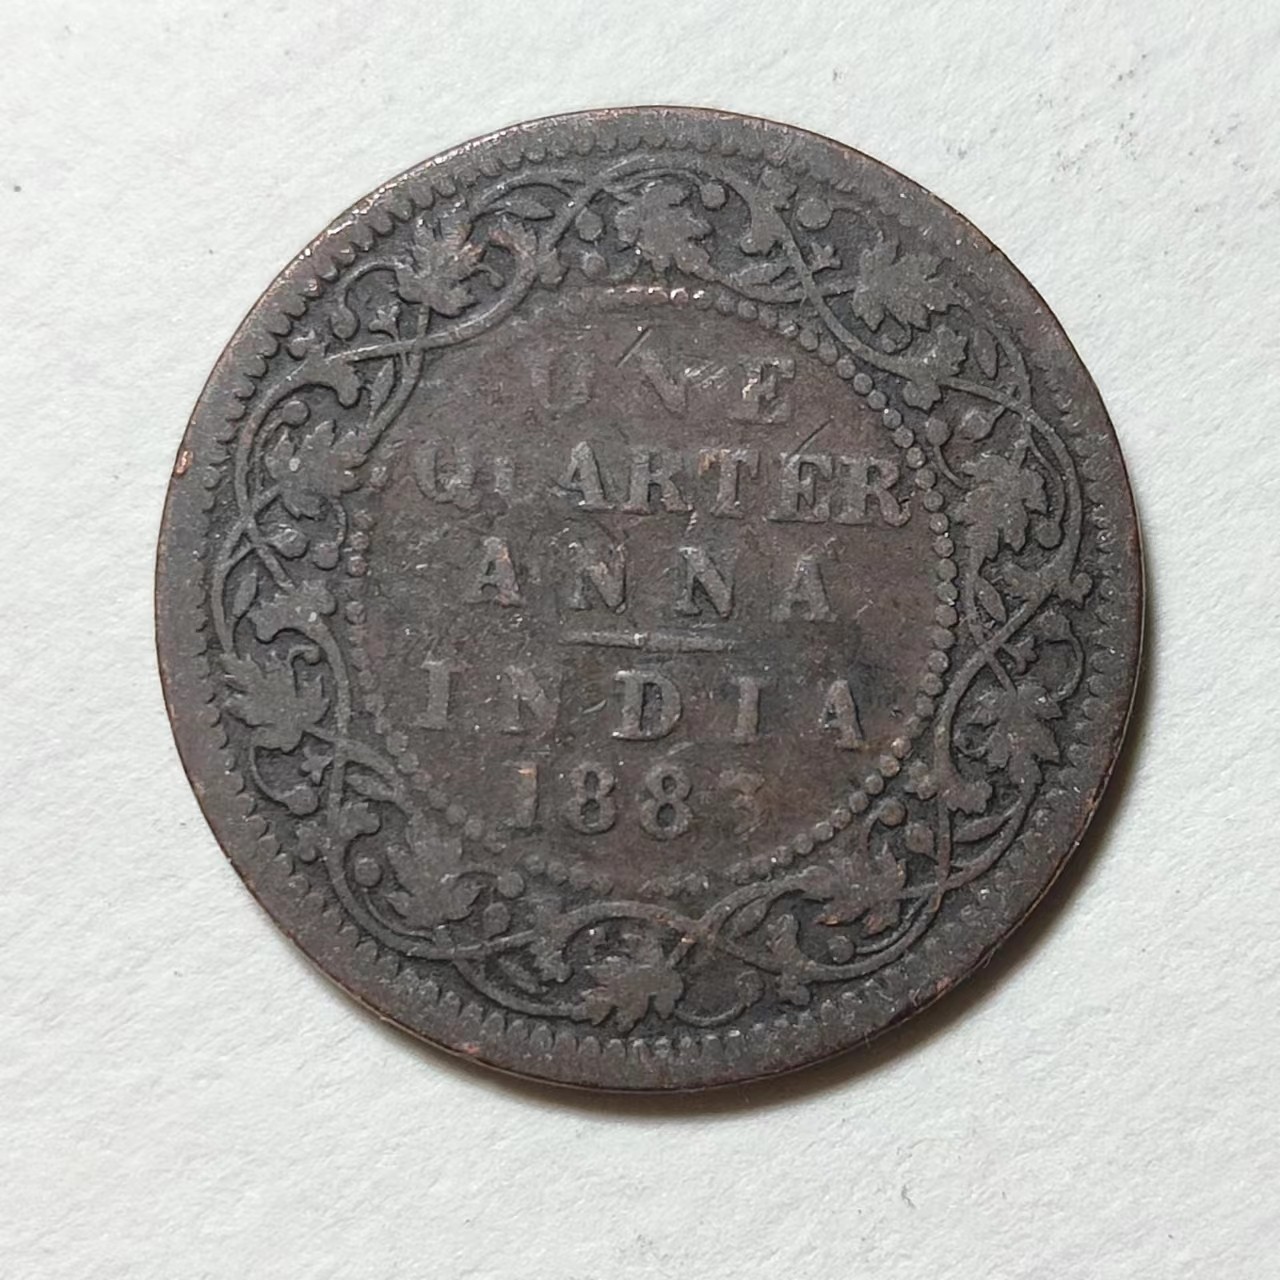 ONE
QUARTER
ANNA
INDIA
1883